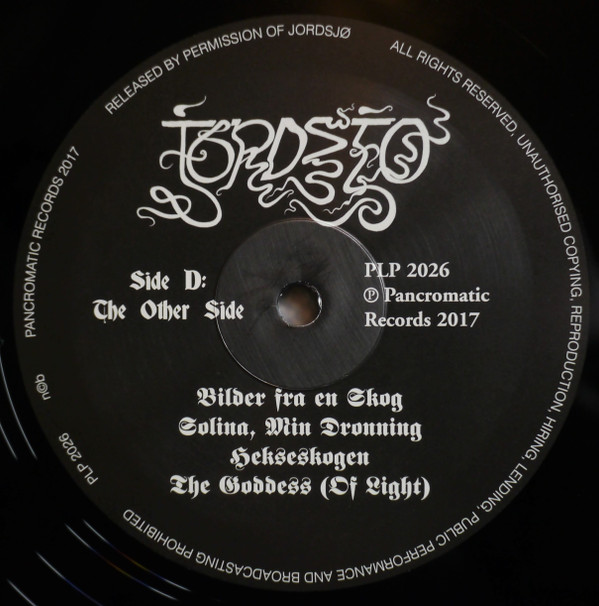 RELEASED BY PERMISSION OF JORDSJØ
ALL RIGHTS RESERVED, UNAUTHORISED COPYING, REPRODUCTION, HIRING, LENDING, PUBLIC PERFORMANCE AND BROADCASTING PROHIBITED
PLP 2026
n©b
PANCROMATIC RECORDS 2017
JORDSJØ
Side D:
The Other Side
PLP 2026
℗ Pancromatic
Records 2017
Bilder fra en Skog
Solina, Min Dronning
Hekseskogen
The Goddess (Of Light)